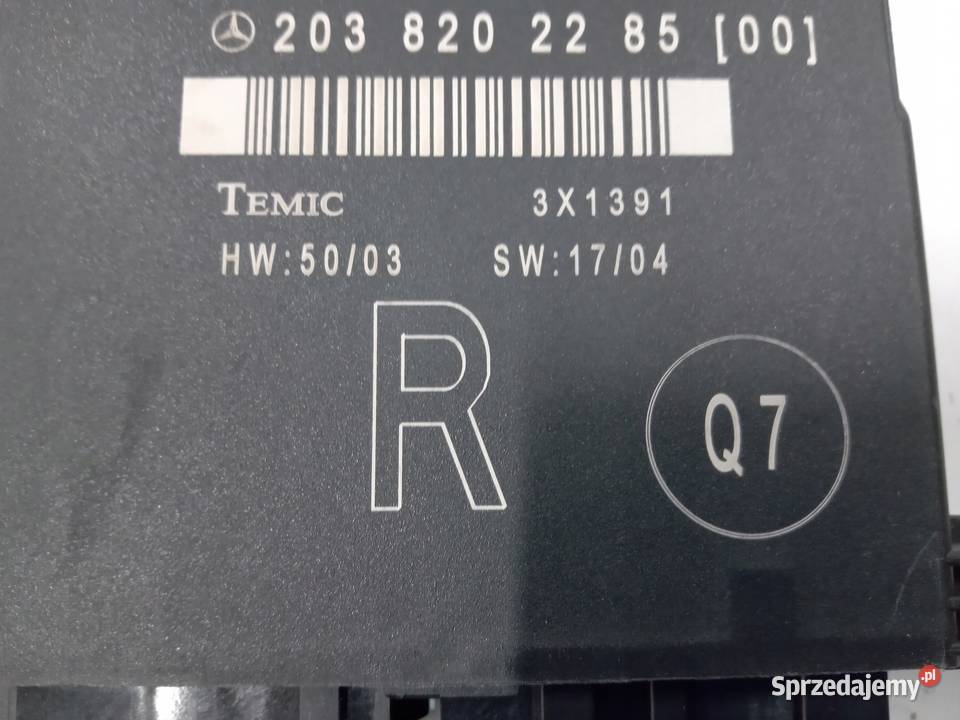 203 820 22 85 [00]
TEMIC 3X1391
HW:50/03 SW:17/04
R
Q7
Sprzedajemy.pl